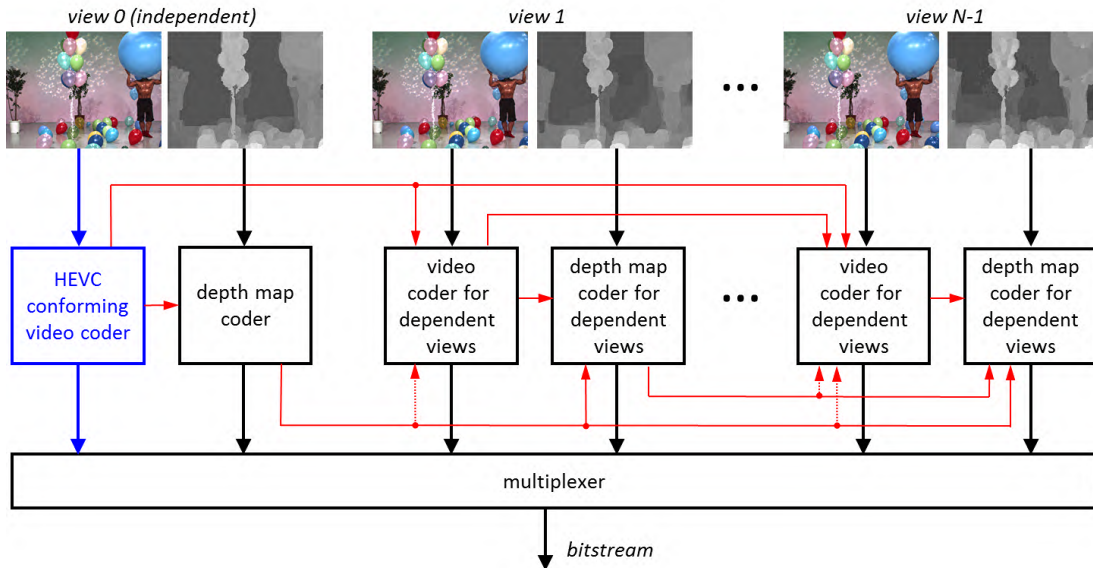 view 0 (independent)
view 1
view N-1
...
HEVC
conforming
video coder
depth map
coder
video
coder for
dependent
views
depth map
coder for
dependent
views
...
video
coder for
dependent
views
depth map
coder for
dependent
views
multiplexer
bitstream